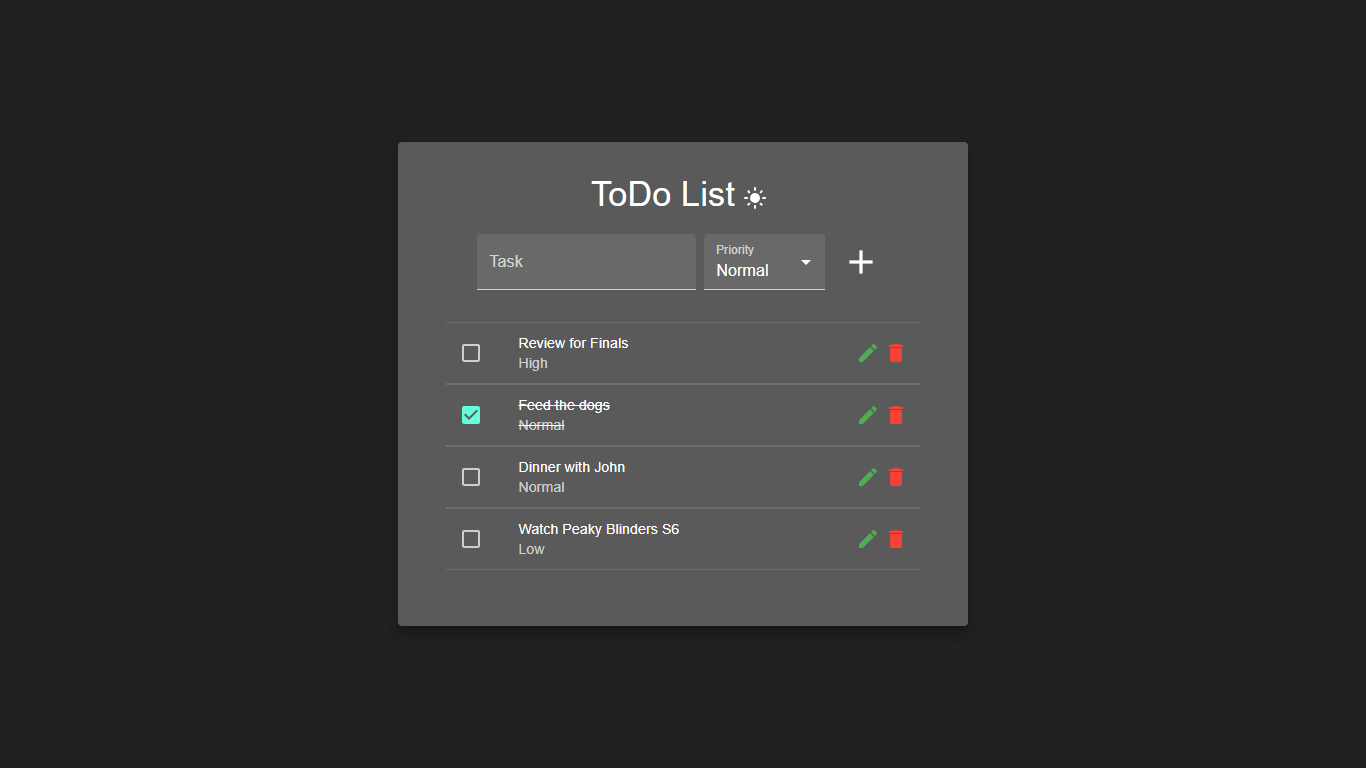 ToDo List
Task
Priority
Normal
Review for Finals
High
Feed the dogs
Normal
Dinner with John
Normal
Watch Peaky Blinders S6
Low